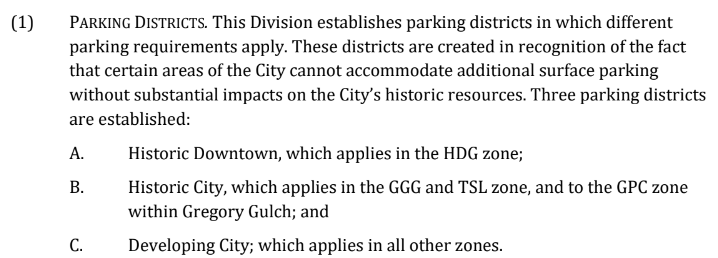 (1) PARKING DISTRICTS. This Division establishes parking districts in which different
parking requirements apply. These districts are created in recognition of the fact
that certain areas of the City cannot accommodate additional surface parking
without substantial impacts on the City's historic resources. Three parking districts
are established:
A. Historic Downtown, which applies in the HDG zone;
B. Historic City, which applies in the GGG and TSL zone, and to the GPC zone
within Gregory Gulch; and
C. Developing City; which applies in all other zones.